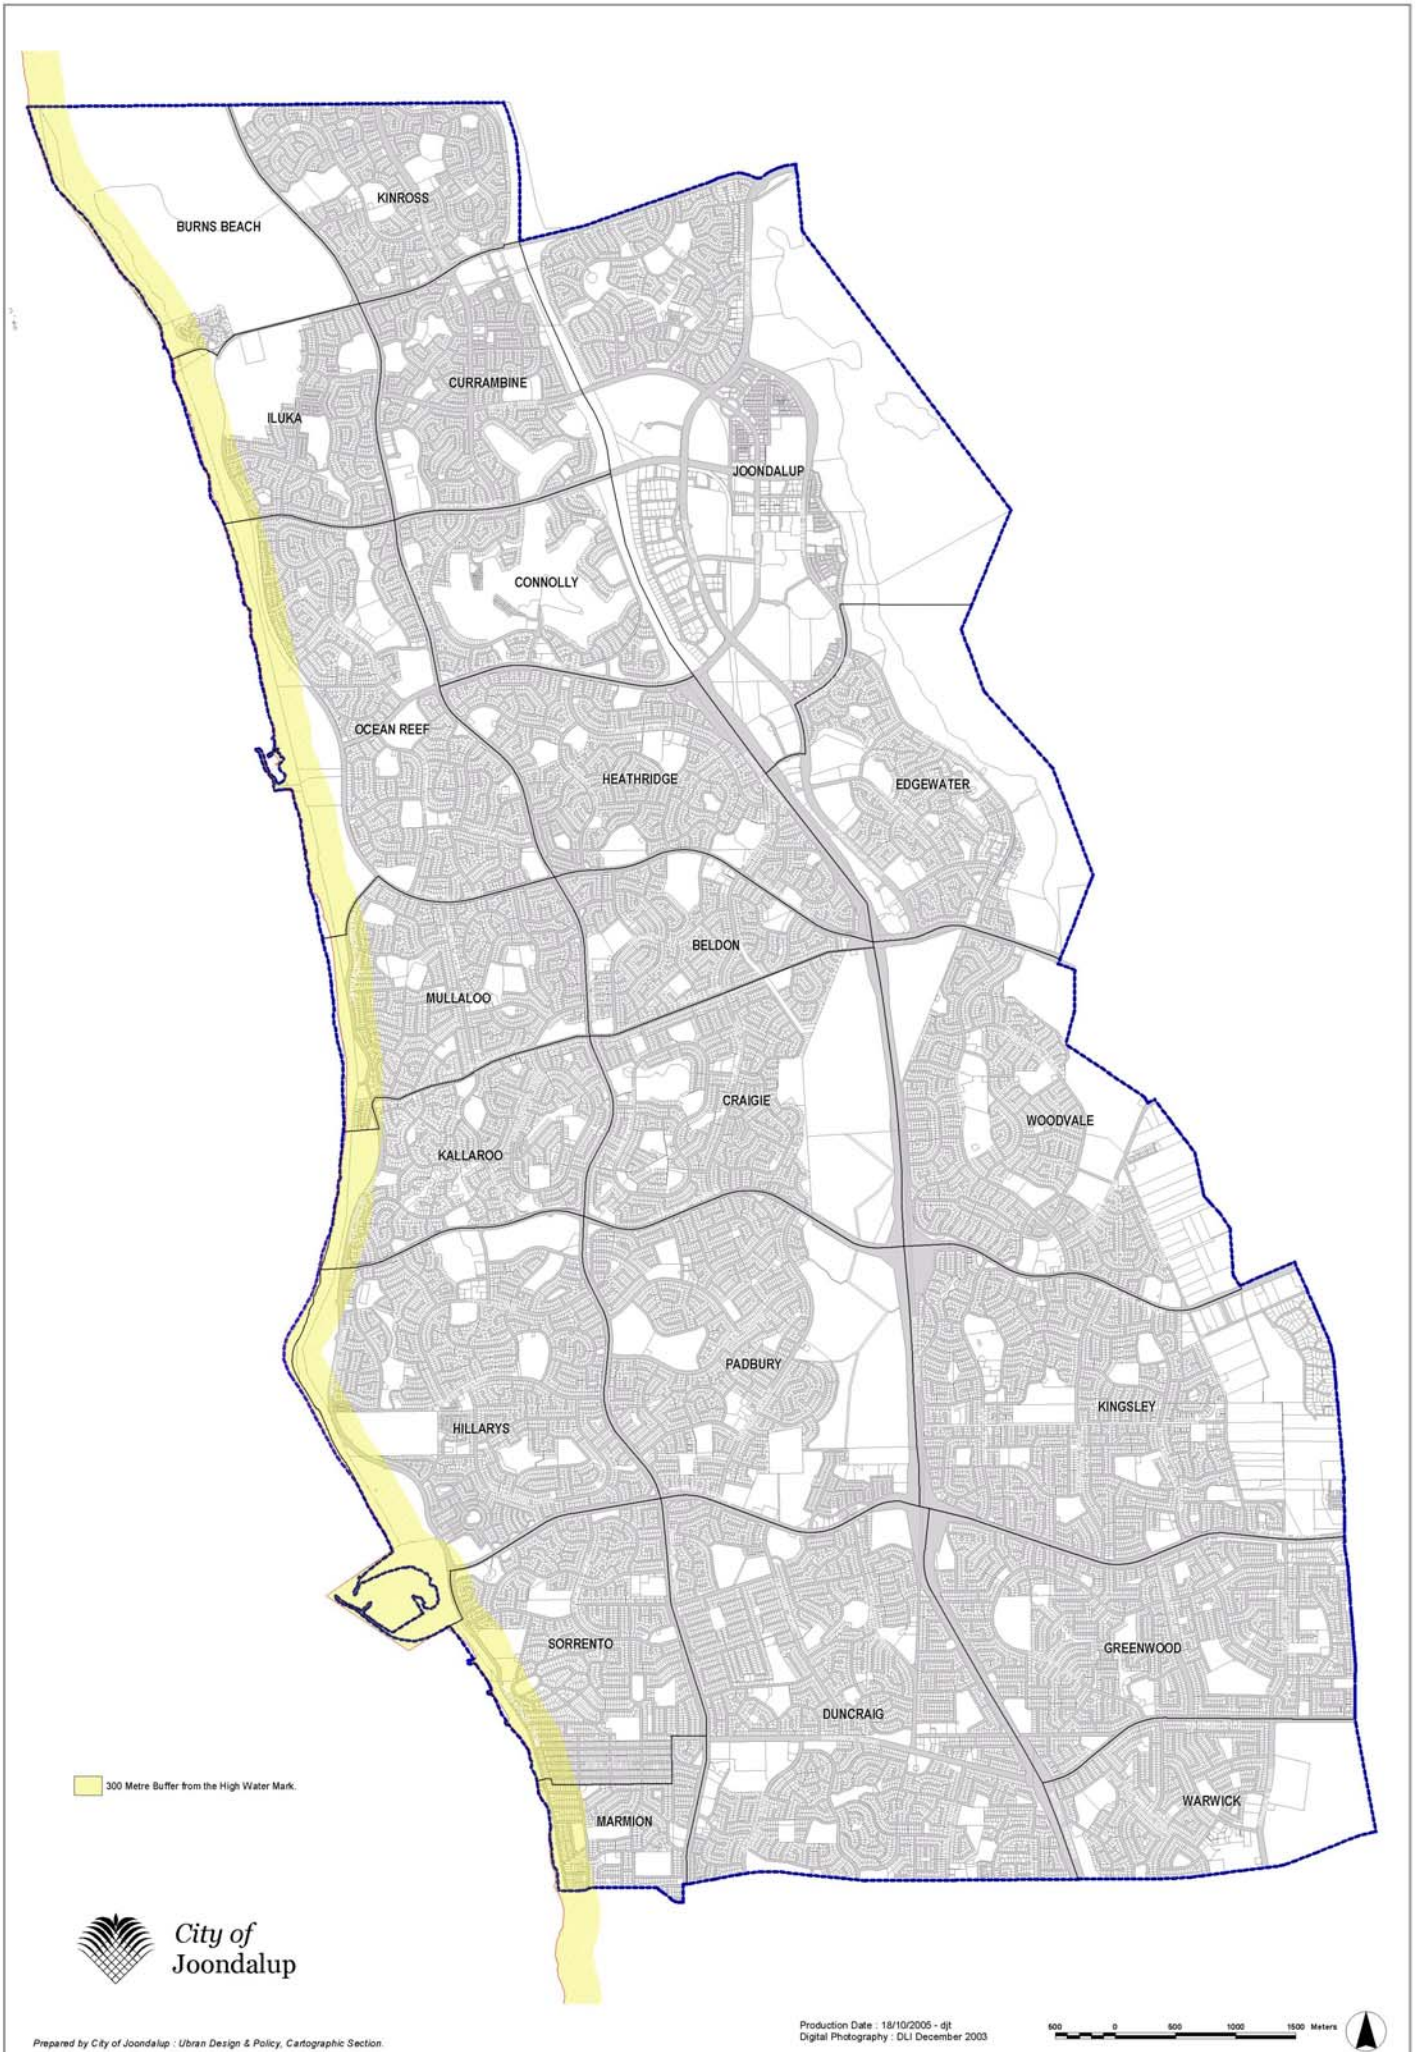 KINROSS
BURNS BEACH
CURRAMBINE
ILUKA
JOONDALUP
CONNOLLY
OCEAN REEF
HEATHRIDGE
EDGEWATER
BELDON
MULLALOO
CRAIGIE
WOODVALE
KALLAROO
PADBURY
KINGSLEY
HILLARYS
SORRENTO
GREENWOOD
DUNCRAIG
300 Metre Buffer from the High Water Mark.
WARWICK
MARMION
City of
Joondalup
Production Date : 18/10/2005 - djt
Digital Photography : DLI December 2003
500 0 500 1000 1500 Meters
Prepared by City of Joondalup : Ubran Design & Policy, Cartographic Section.